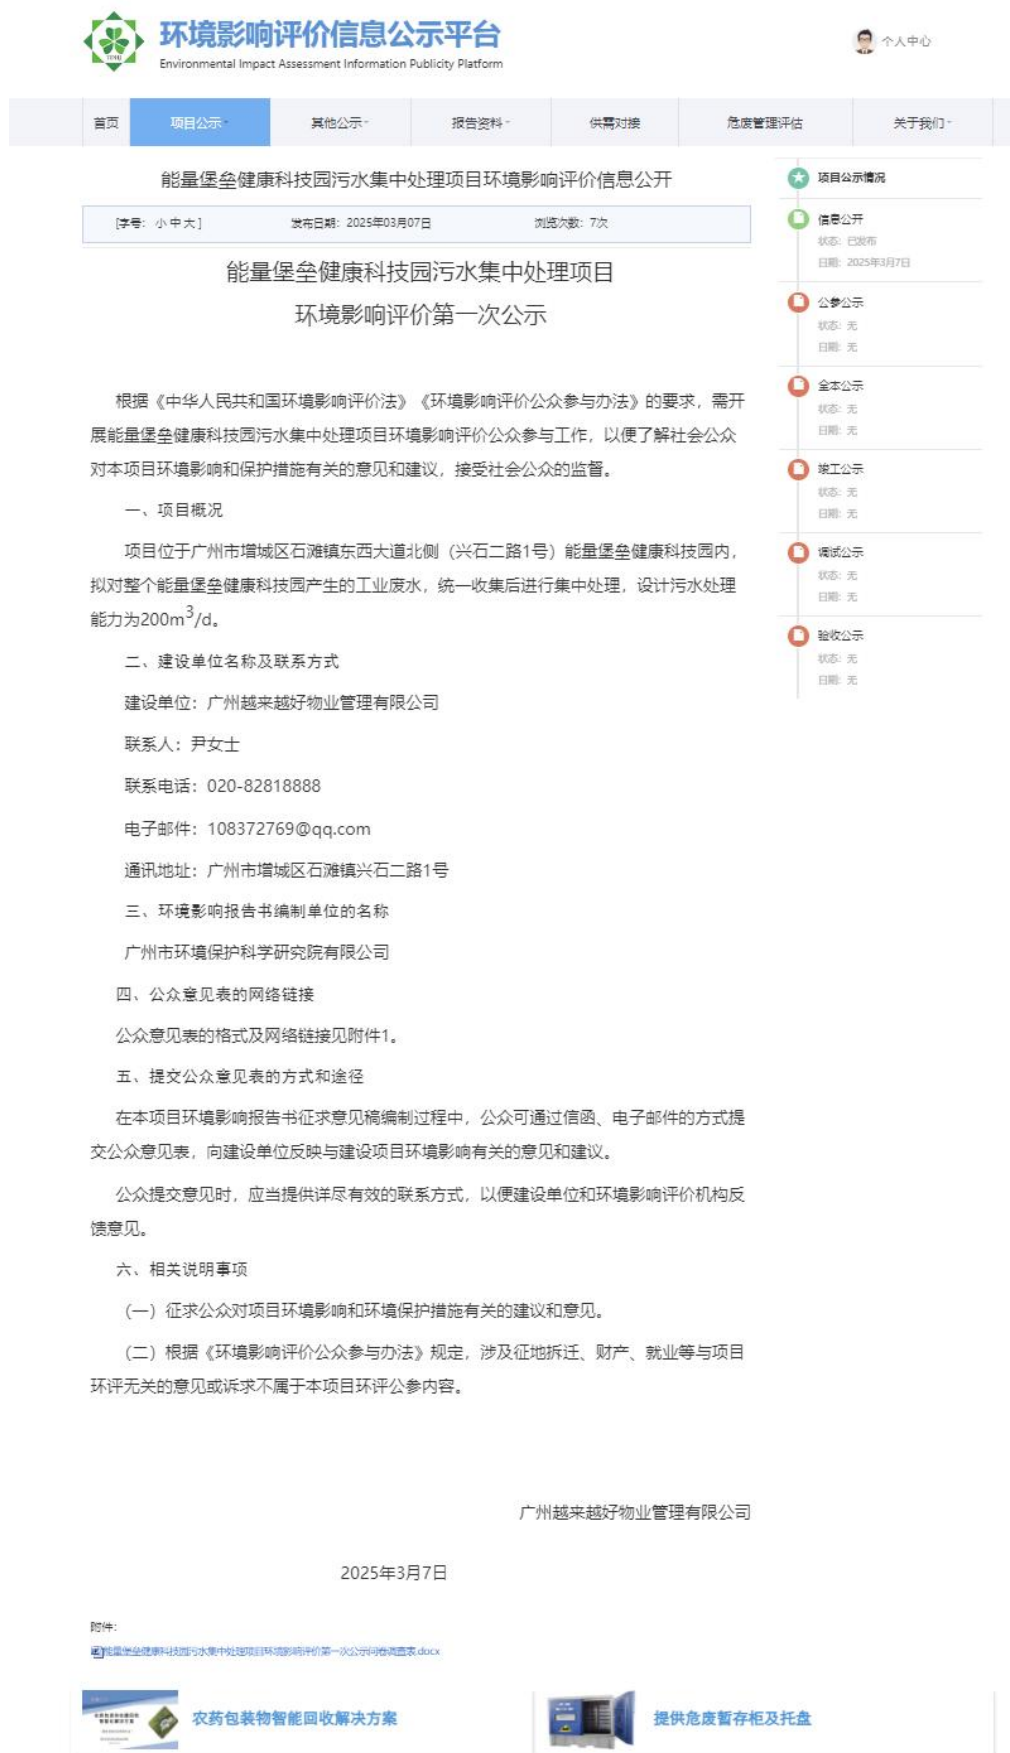 环境影响评价信息公示平台
Environmental Impact Assessment Information Publicity Platform
个人中心
首页 项目公示 其他公示 报告资料 供需对接 危废管理评估 关于我们
能量堡垒健康科技园污水集中处理项目环境影响评价信息公开
[字号: 小 中 大] 发布日期: 2025年03月07日 浏览次数: 7次
能量堡垒健康科技园污水集中处理项目
环境影响评价第一次公示
根据《中华人民共和国环境影响评价法》《环境影响评价公众参与办法》的要求，需开
展能量堡垒健康科技园污水集中处理项目环境影响评价公众参与工作，以便了解社会公众
对本项目环境影响和保护措施有关的意见和建议，接受社会公众的监督。
一、项目概况
项目位于广州市增城区石滩镇东西大道北侧（兴石二路1号）能量堡垒健康科技园内，
拟对整个能量堡垒健康科技园产生的工业废水，统一收集后进行集中处理，设计污水处理
能力为200m³/d。
二、建设单位名称及联系方式
建设单位：广州越来越好物业管理有限公司
联系人：尹女士
联系电话：020-82818888
电子邮件：108372769@qq.com
通讯地址：广州市增城区石滩镇兴石二路1号
三、环境影响报告书编制单位的名称
广州市环境保护科学研究院有限公司
四、公众意见表的网络链接
公众意见表的格式及网络链接见附件1。
五、提交公众意见表的方式和途径
在本项目环境影响报告书征求意见稿编制过程中，公众可通过信函、电子邮件的方式提
交公众意见表，向建设单位反映与建设项目环境影响有关的意见和建议。
公众提交意见时，应当提供详尽有效的联系方式，以便建设单位和环境影响评价机构反
馈意见。
六、相关说明事项
（一）征求公众对项目环境影响和环境保护措施有关的建议和意见。
（二）根据《环境影响评价公众参与办法》规定，涉及征地拆迁、财产、就业等与项目
环评无关的意见或诉求不属于本项目环评公参内容。
广州越来越好物业管理有限公司
2025年3月7日
附件:
能量堡垒健康科技园污水集中处理项目环境影响评价第一次公示问卷调查表.docx
项目公示情况
信息公开
状态: 已发布
日期: 2025年3月7日
公参公示
状态: 无
日期: 无
全本公示
状态: 无
日期: 无
竣工公示
状态: 无
日期: 无
调试公示
状态: 无
日期: 无
验收公示
状态: 无
日期: 无
农药包装物智能回收解决方案
提供危废暂存柜及托盘